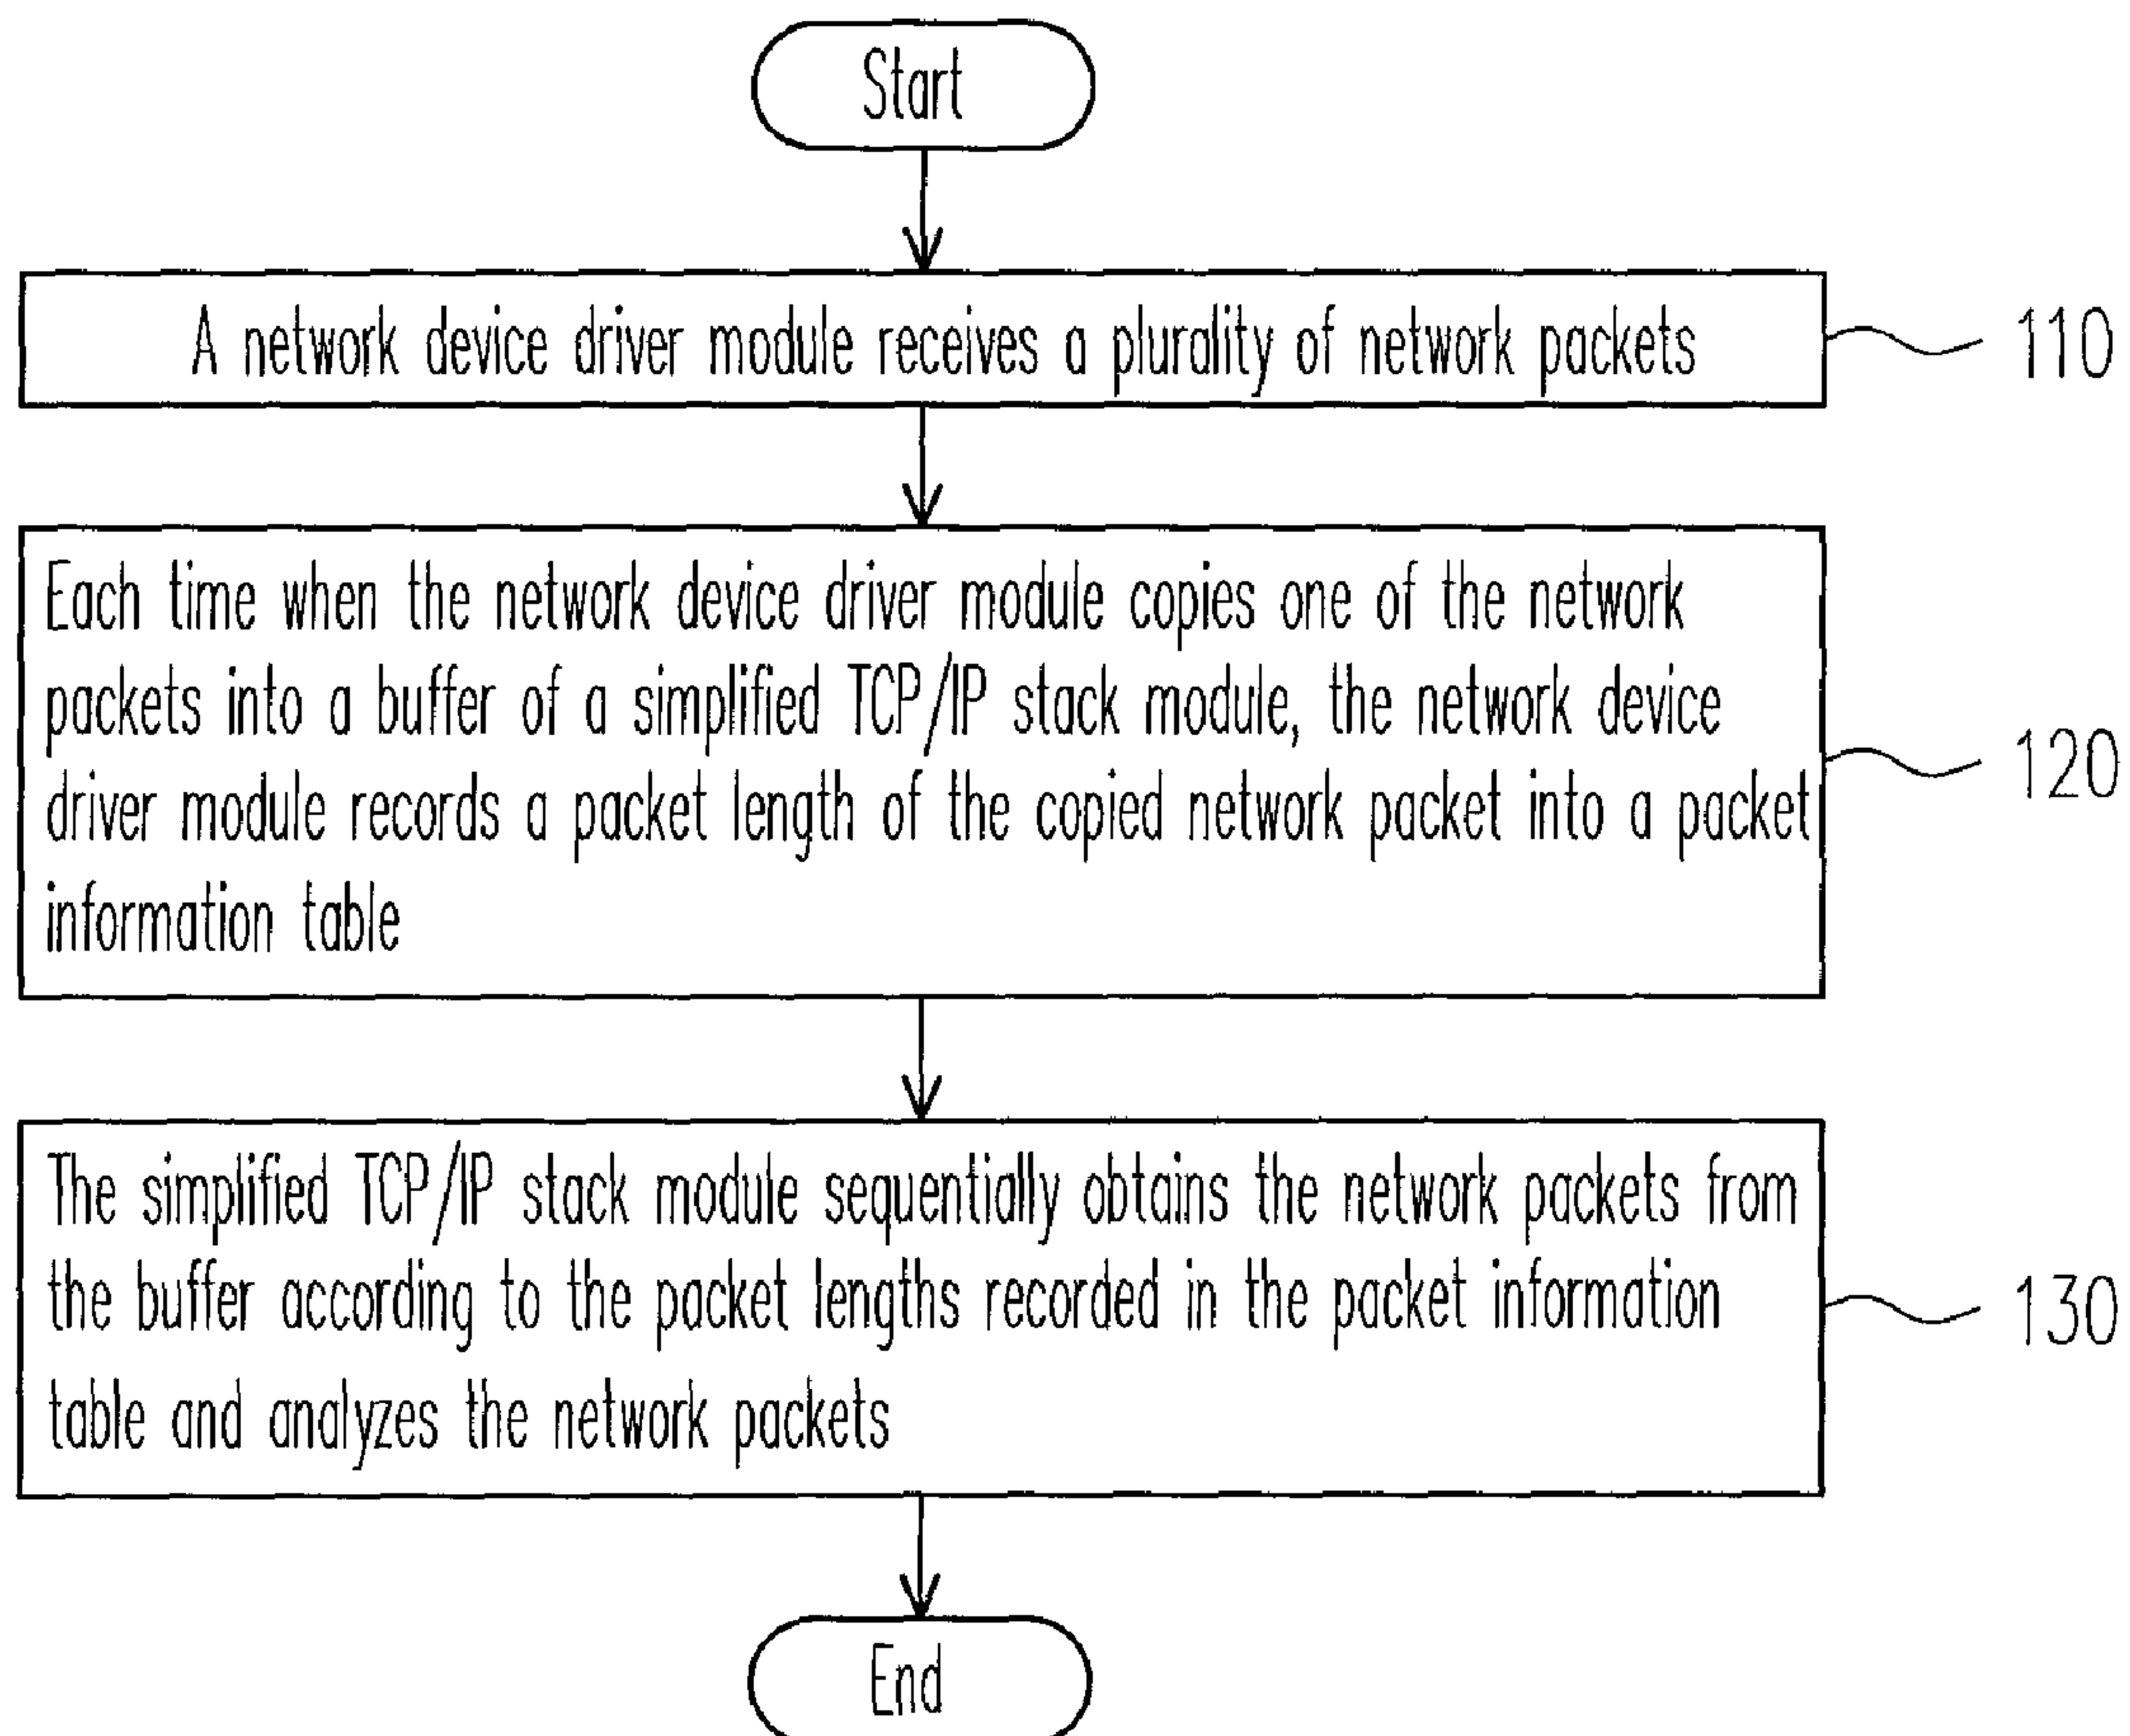 Start
A network device driver module receives a plurality of network packets
110
Each time when the network device driver module copies one of the network
packets into a buffer of a simplified TCP/IP stack module, the network device
driver module records a packet length of the copied network packet into a packet
information table
120
The simplified TCP/IP stack module sequentially obtains the network packets from
the buffer according to the packet lengths recorded in the packet information
table and analyzes the network packets
130
End